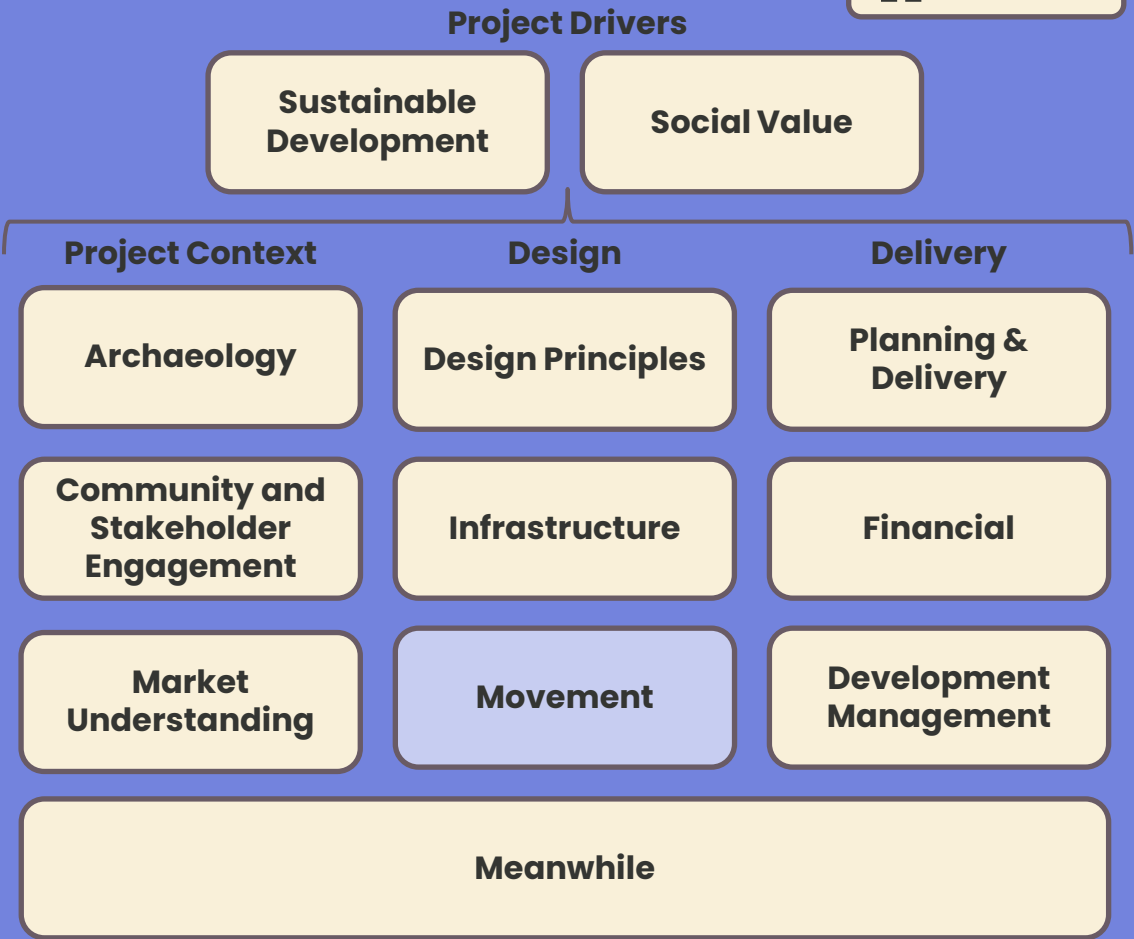 Project Drivers
Sustainable
Development
Social Value
Project Context
Design
Delivery
Archaeology
Design Principles
Planning &
Delivery
Community and
Stakeholder
Engagement
Infrastructure
Financial
Market
Understanding
Movement
Development
Management
Meanwhile